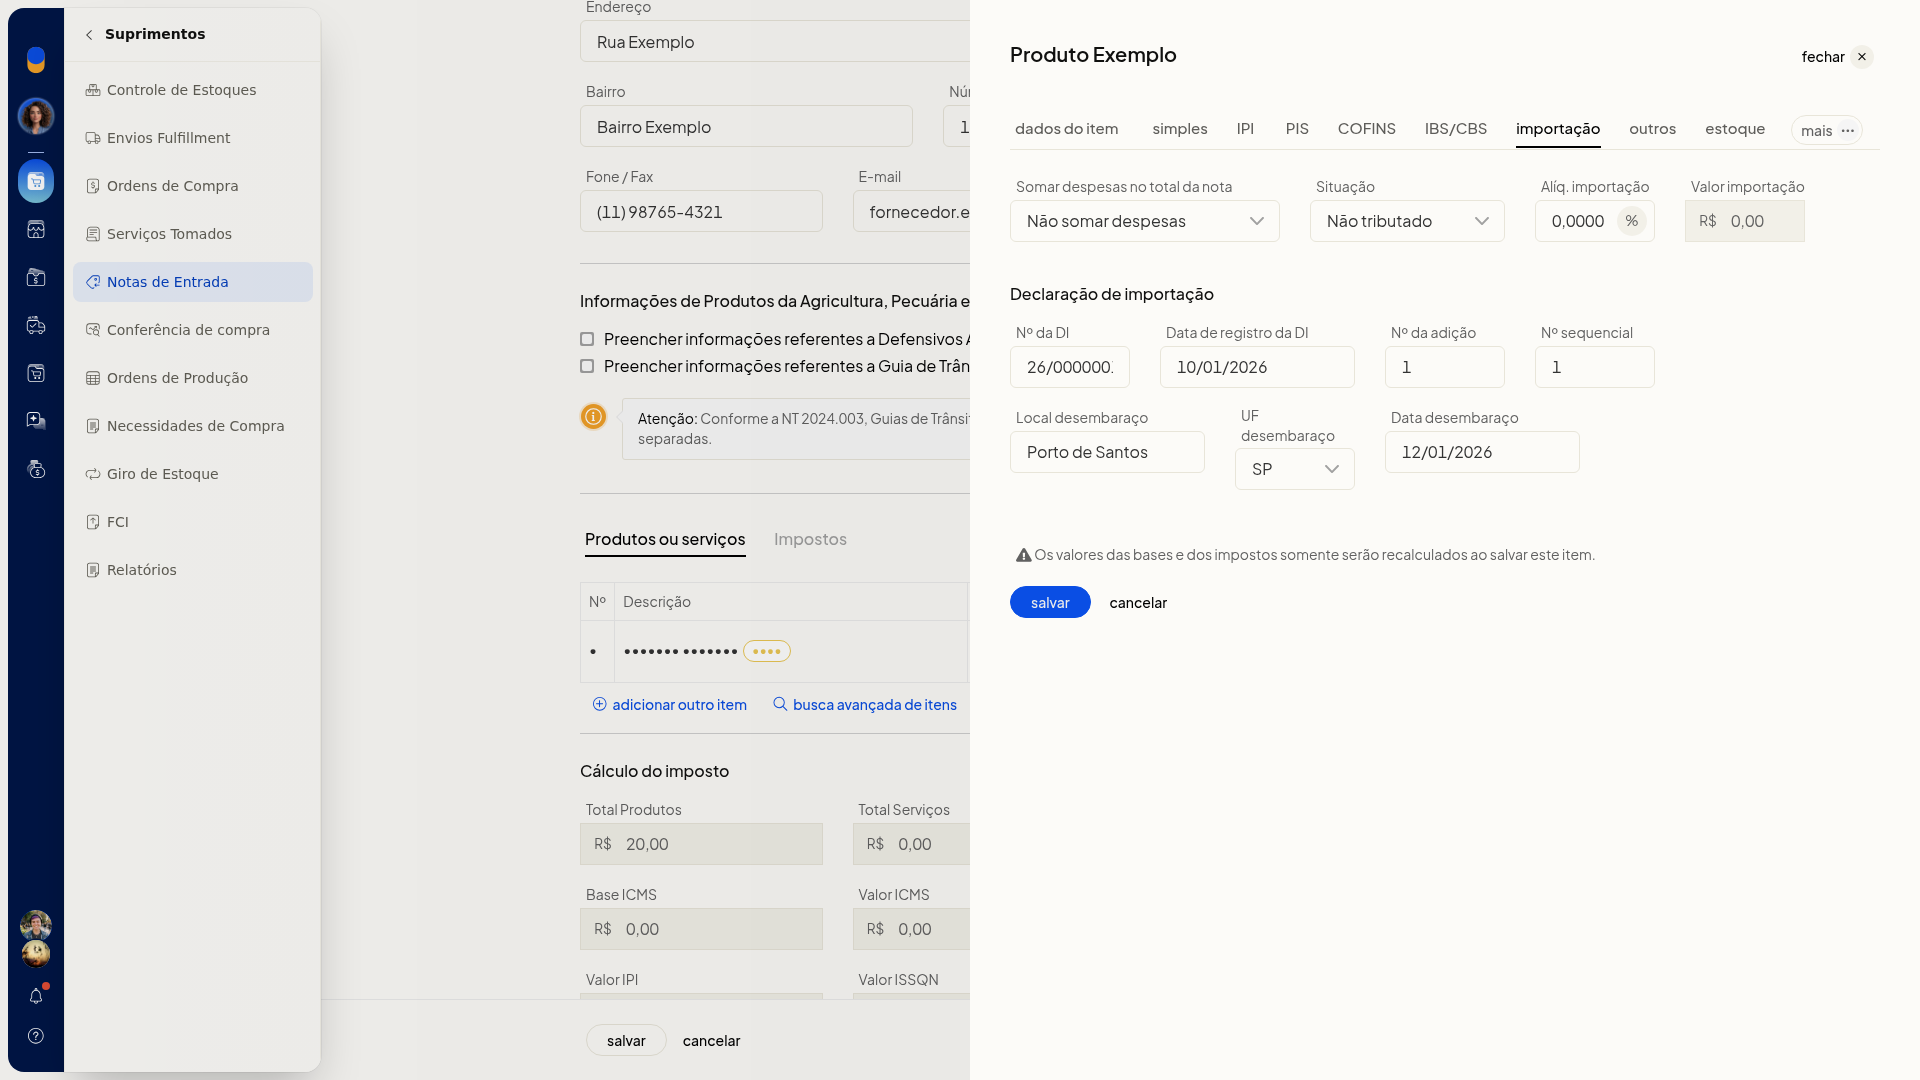 Suprimentos
Controle de Estoques
Envios Fulfillment
Ordens de Compra
Serviços Tomados
Notas de Entrada
Conferência de compra
Ordens de Produção
Necessidades de Compra
Giro de Estoque
FCI
Relatórios
Endereço
Rua Exemplo
Bairro
Bairro Exemplo
1
Fone / Fax
E-mail
(11) 98765-4321
fornecedor.e
Informações de Produtos da Agricultura, Pecuária e
Preencher informações referentes a Defensivos A
Preencher informações referentes a Guia de Trân
Atenção: Conforme a NT 2024.003, Guias de Trânsi
separadas.
Produtos ou serviços
Impostos
Nº
Descrição
• ••••••• ••••••• ••••
adicionar outro item
busca avançada de itens
Cálculo do imposto
Total Produtos
Total Serviços
R$ 20,00
R$ 0,00
Base ICMS
Valor ICMS
R$ 0,00
R$ 0,00
Valor IPI
Valor ISSQN
salvar
cancelar
Produto Exemplo
fechar ×
dados do item
simples
IPI
PIS
COFINS
IBS/CBS
importação
outros
estoque
mais ...
Somar despesas no total da nota
Situação
Alíq. importação
Valor importação
Não somar despesas
Não tributado
0,0000 %
R$ 0,00
Declaração de importação
Nº da DI
Data de registro da DI
Nº da adição
Nº sequencial
26/000000
10/01/2026
1
1
Local desembaraço
UF desembaraço
Data desembaraço
Porto de Santos
SP
12/01/2026
Os valores das bases e dos impostos somente serão recalculados ao salvar este item.
salvar
cancelar